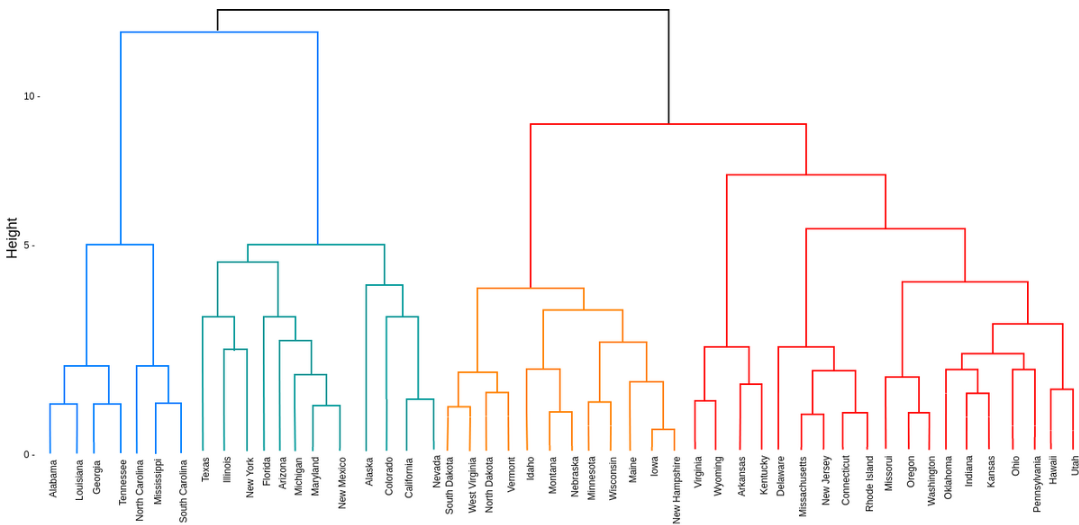 10 -
Height
5 -
0 -
Alabama
Louisiana
Georgia
Tennessee
North Carolina
Mississippi
South Carolina
Texas
Illinois
New York
Florida
Arizona
Michigan
Maryland
New Mexico
Alaska
Colorado
California
Nevada
South Dakota
West Virginia
North Dakota
Vermont
Idaho
Montana
Nebraska
Minnesota
Wisconsin
Maine
Iowa
New Hampshire
Virginia
Wyoming
Arkansas
Kentucky
Delaware
Missachusetts
New Jersey
Connecticut
Rhode Island
Missorui
Oregon
Washington
Oklahoma
Indiana
Kansas
Ohio
Pennsylvania
Hawaii
Utah